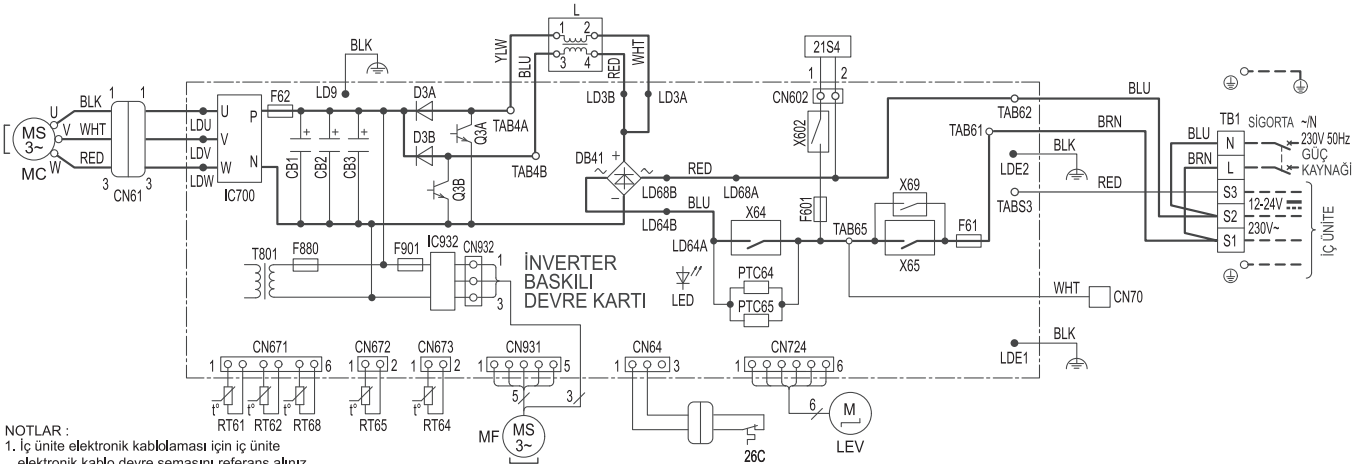 L
1 2
3 4
YLW
BLU
RED
WHT
21S4
1 2
BLK
BLU
LD9
F62
D3A
D3B
Q3A
Q3B
TAB4A
TAB4B
LD3B
LD3A
CN602
X602
TAB62
TAB61
BRN
TB1
SİGORTA ~/N
230V 50Hz
GÜÇ
KAYNAGİ
BLU
BRN
N
L
S3
S2
S1
12-24V
230V~
İÇ ÜNİTE
1 1
3 3
U
V
W
BLK
WHT
RED
MS
3~
MC
CN61
LDU
LDV
LDW
U
V
W
P
N
IC700
CB1
CB2
CB3
+
+
+
DB41
+
~ ~
−
RED
BLU
LD68B
LD68A
LD64B
LD64A
X64
F601
TAB65
X69
X65
F61
LDE2
BLK
TABS3
RED
PTC64
PTC65
LED
WHT
CN70
LDE1
BLK
T801
F880
F901
IC932
CN932
1
3
İNVERTER
BASKILI
DEVRE KARTI
CN671
1 6
CN672
1 2
CN673
1 2
CN931
1 5
CN64
1 3
CN724
1 6
t° t° t° t° t°
RT61 RT62 RT68
RT65
RT64
5
3
MF
MS
3~
26C
6
M
LEV
NOTLAR :
1. İç ünite elektronik kablolaması için iç ünite
elektronik kablo devre şemasını referans alınız